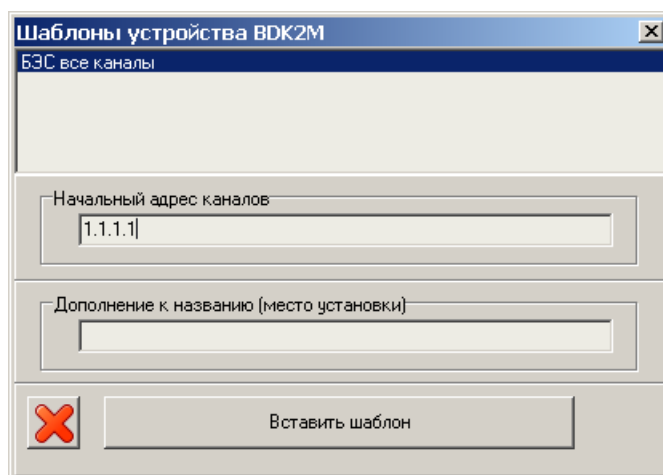 Шаблоны устройства BDK2M
БЭС все каналы
Начальный адрес каналов
1.1.1.1
Дополнение к названию (место установки)
Вставить шаблон